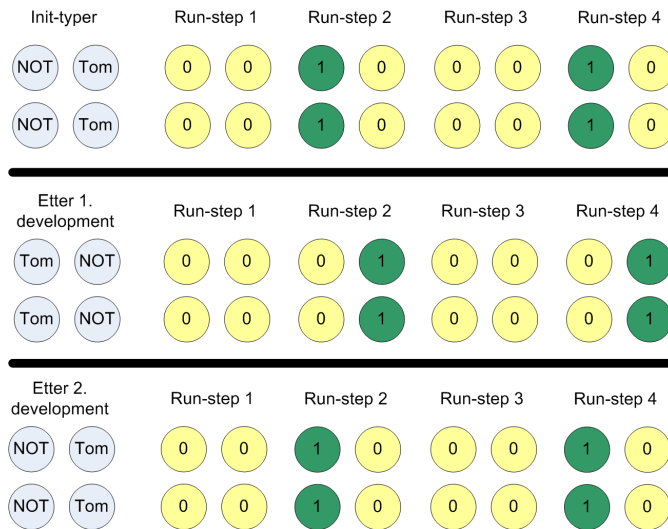 Init-typer Run-step 1 Run-step 2 Run-step 3 Run-step 4
NOT Tom 0 0 1 0 0 0 1 0
NOT Tom 0 0 1 0 0 0 1 0
Etter 1.
development Run-step 1 Run-step 2 Run-step 3 Run-step 4
Tom NOT 0 0 0 1 0 0 0 1
Tom NOT 0 0 0 1 0 0 0 1
Etter 2.
development Run-step 1 Run-step 2 Run-step 3 Run-step 4
NOT Tom 0 0 1 0 0 0 1 0
NOT Tom 0 0 1 0 0 0 1 0